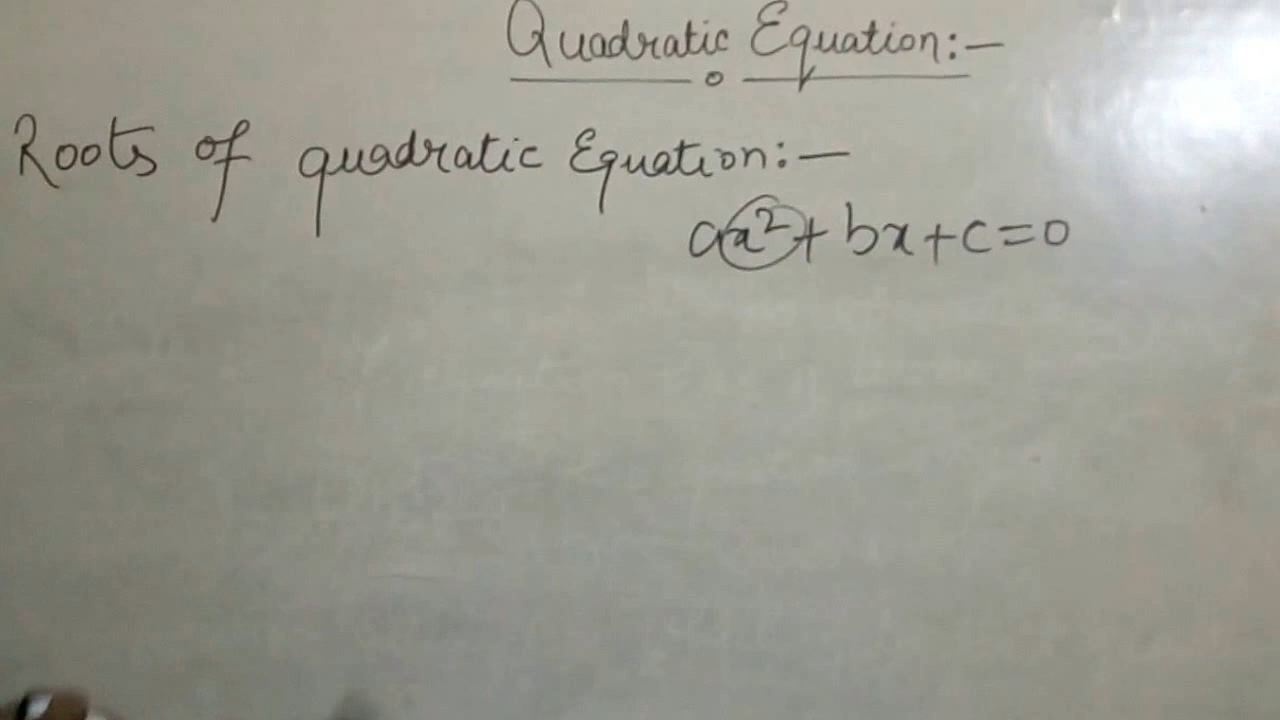 Quadratic Equation:-
Roots of quadratic Equation:-
ax²+bx+c=0